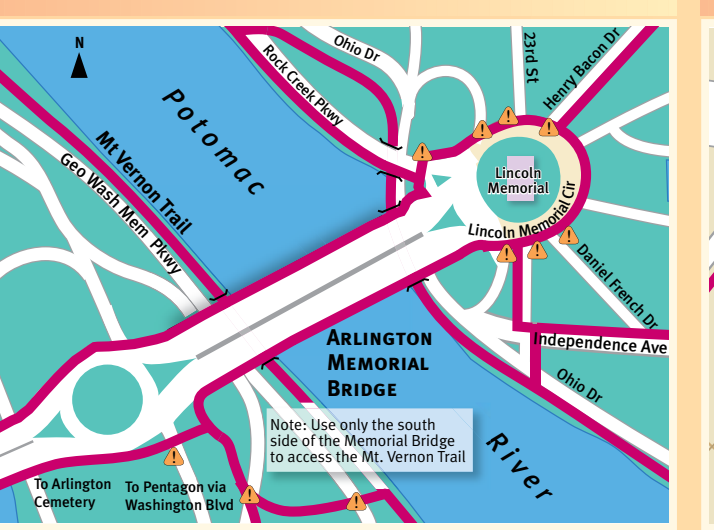 N
Ohio Dr
Rock Creek Pkwy
23rd St
Henry Bacon Dr
Potomac
Mt Vernon Trail
Geo Wash Mem Pkwy
Lincoln
Memorial
Lincoln Memorial Cir
Daniel French Dr
Independence Ave
Ohio Dr
ARLINGTON
MEMORIAL
BRIDGE
Note: Use only the south
side of the Memorial Bridge
to access the Mt. Vernon Trail
River
To Arlington
Cemetery
To Pentagon via
Washington Blvd